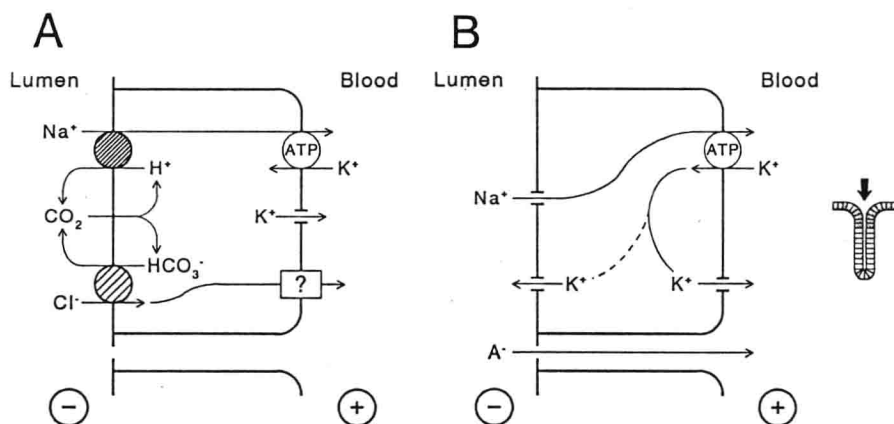 A
Lumen Blood
Na⁺
ATP
H⁺ K⁺
CO₂ K⁺
HCO₃⁻
Cl⁻ ?
− +
B
Lumen Blood
ATP
K⁺
Na⁺
K⁺ K⁺
A⁻
− +